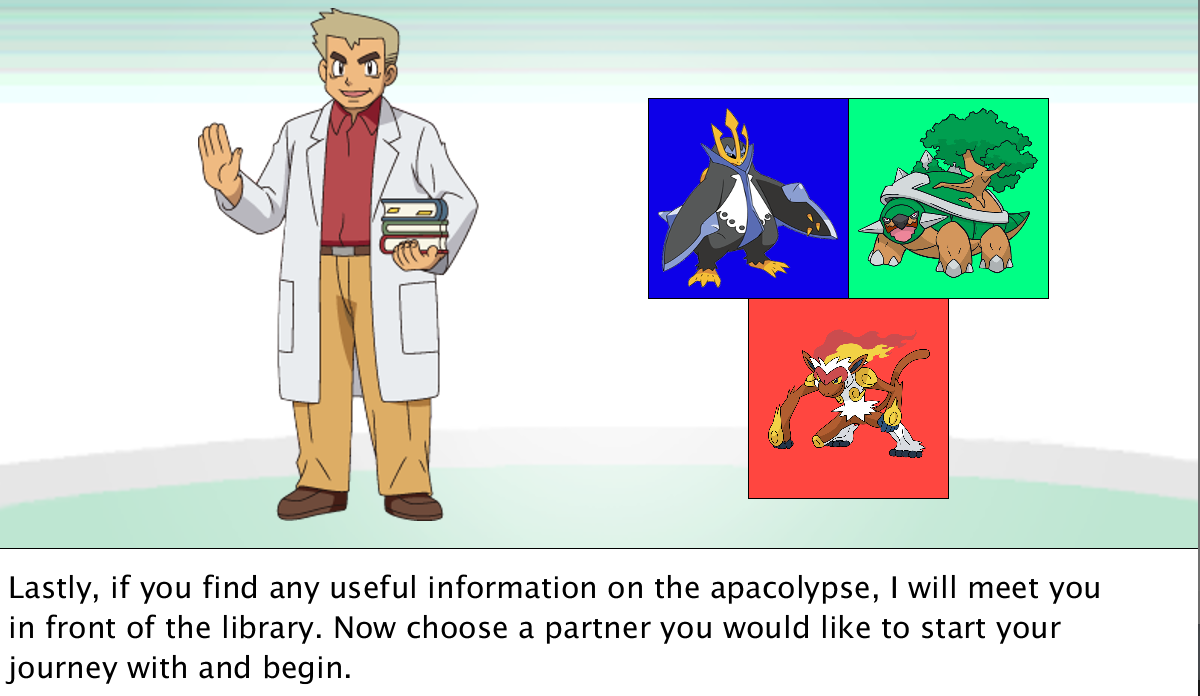 Lastly, if you find any useful information on the apacolypse, I will meet you
in front of the library. Now choose a partner you would like to start your
journey with and begin.